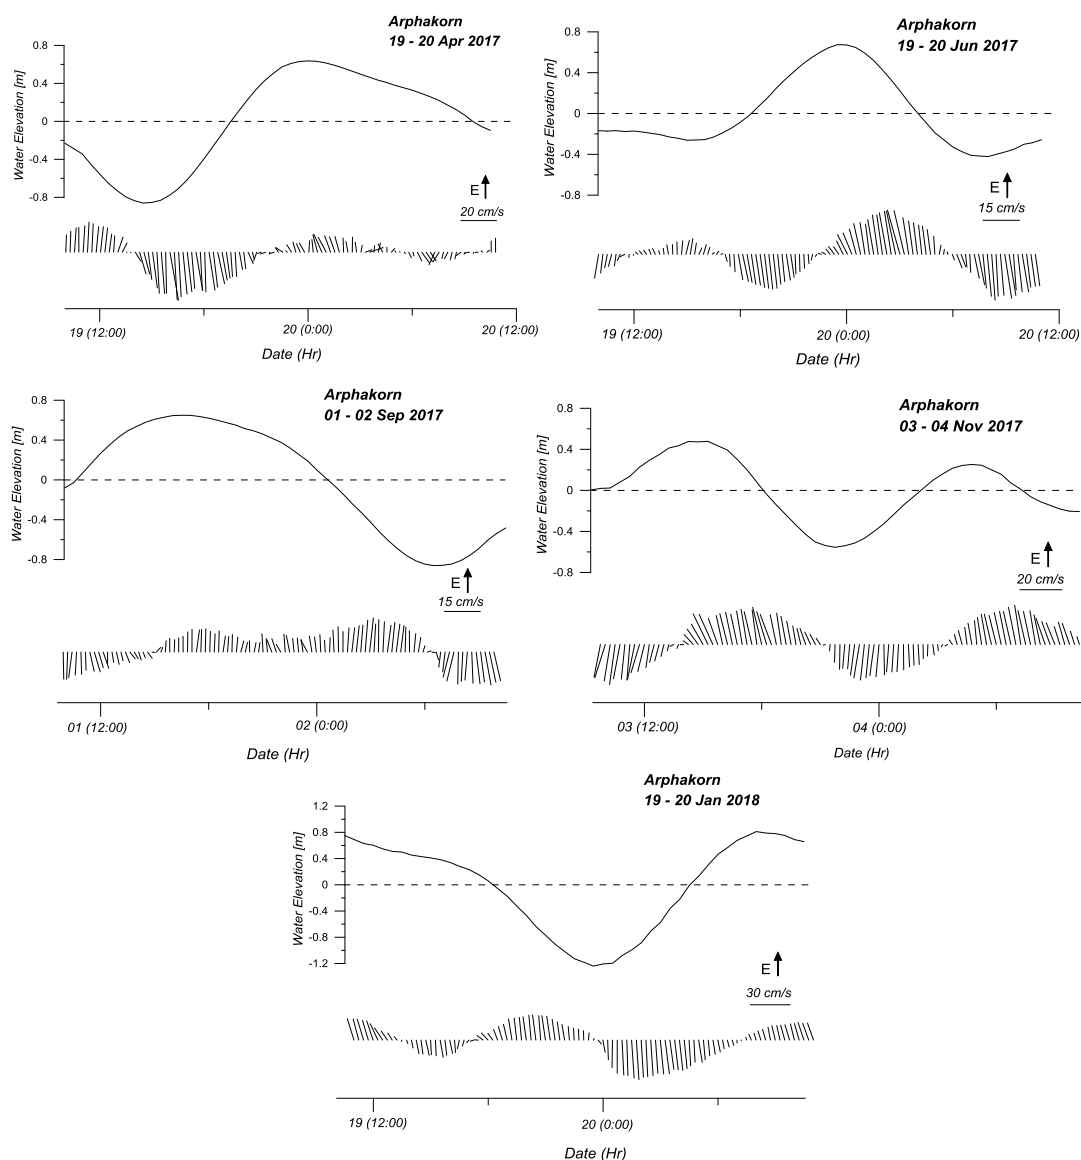 Arphakorn
19 - 20 Apr 2017
Water Elevation [m]
0.8
0.4
0
-0.4
-0.8
E
20 cm/s
19 (12:00)
20 (0:00)
20 (12:00)
Date (Hr)
Arphakorn
19 - 20 Jun 2017
Water Elevation [m]
0.8
0.4
0
-0.4
-0.8
E
15 cm/s
19 (12:00)
20 (0:00)
20 (12:00)
Date (Hr)
Arphakorn
01 - 02 Sep 2017
Water Elevation [m]
0.8
0.4
0
-0.4
-0.8
E
15 cm/s
01 (12:00)
02 (0:00)
Date (Hr)
Arphakorn
03 - 04 Nov 2017
Water Elevation [m]
0.8
0.4
0
-0.4
-0.8
E
20 cm/s
03 (12:00)
04 (0:00)
Date (Hr)
Arphakorn
19 - 20 Jan 2018
Water Elevation [m]
1.2
0.8
0.4
0
-0.4
-0.8
-1.2
E
30 cm/s
19 (12:00)
20 (0:00)
Date (Hr)